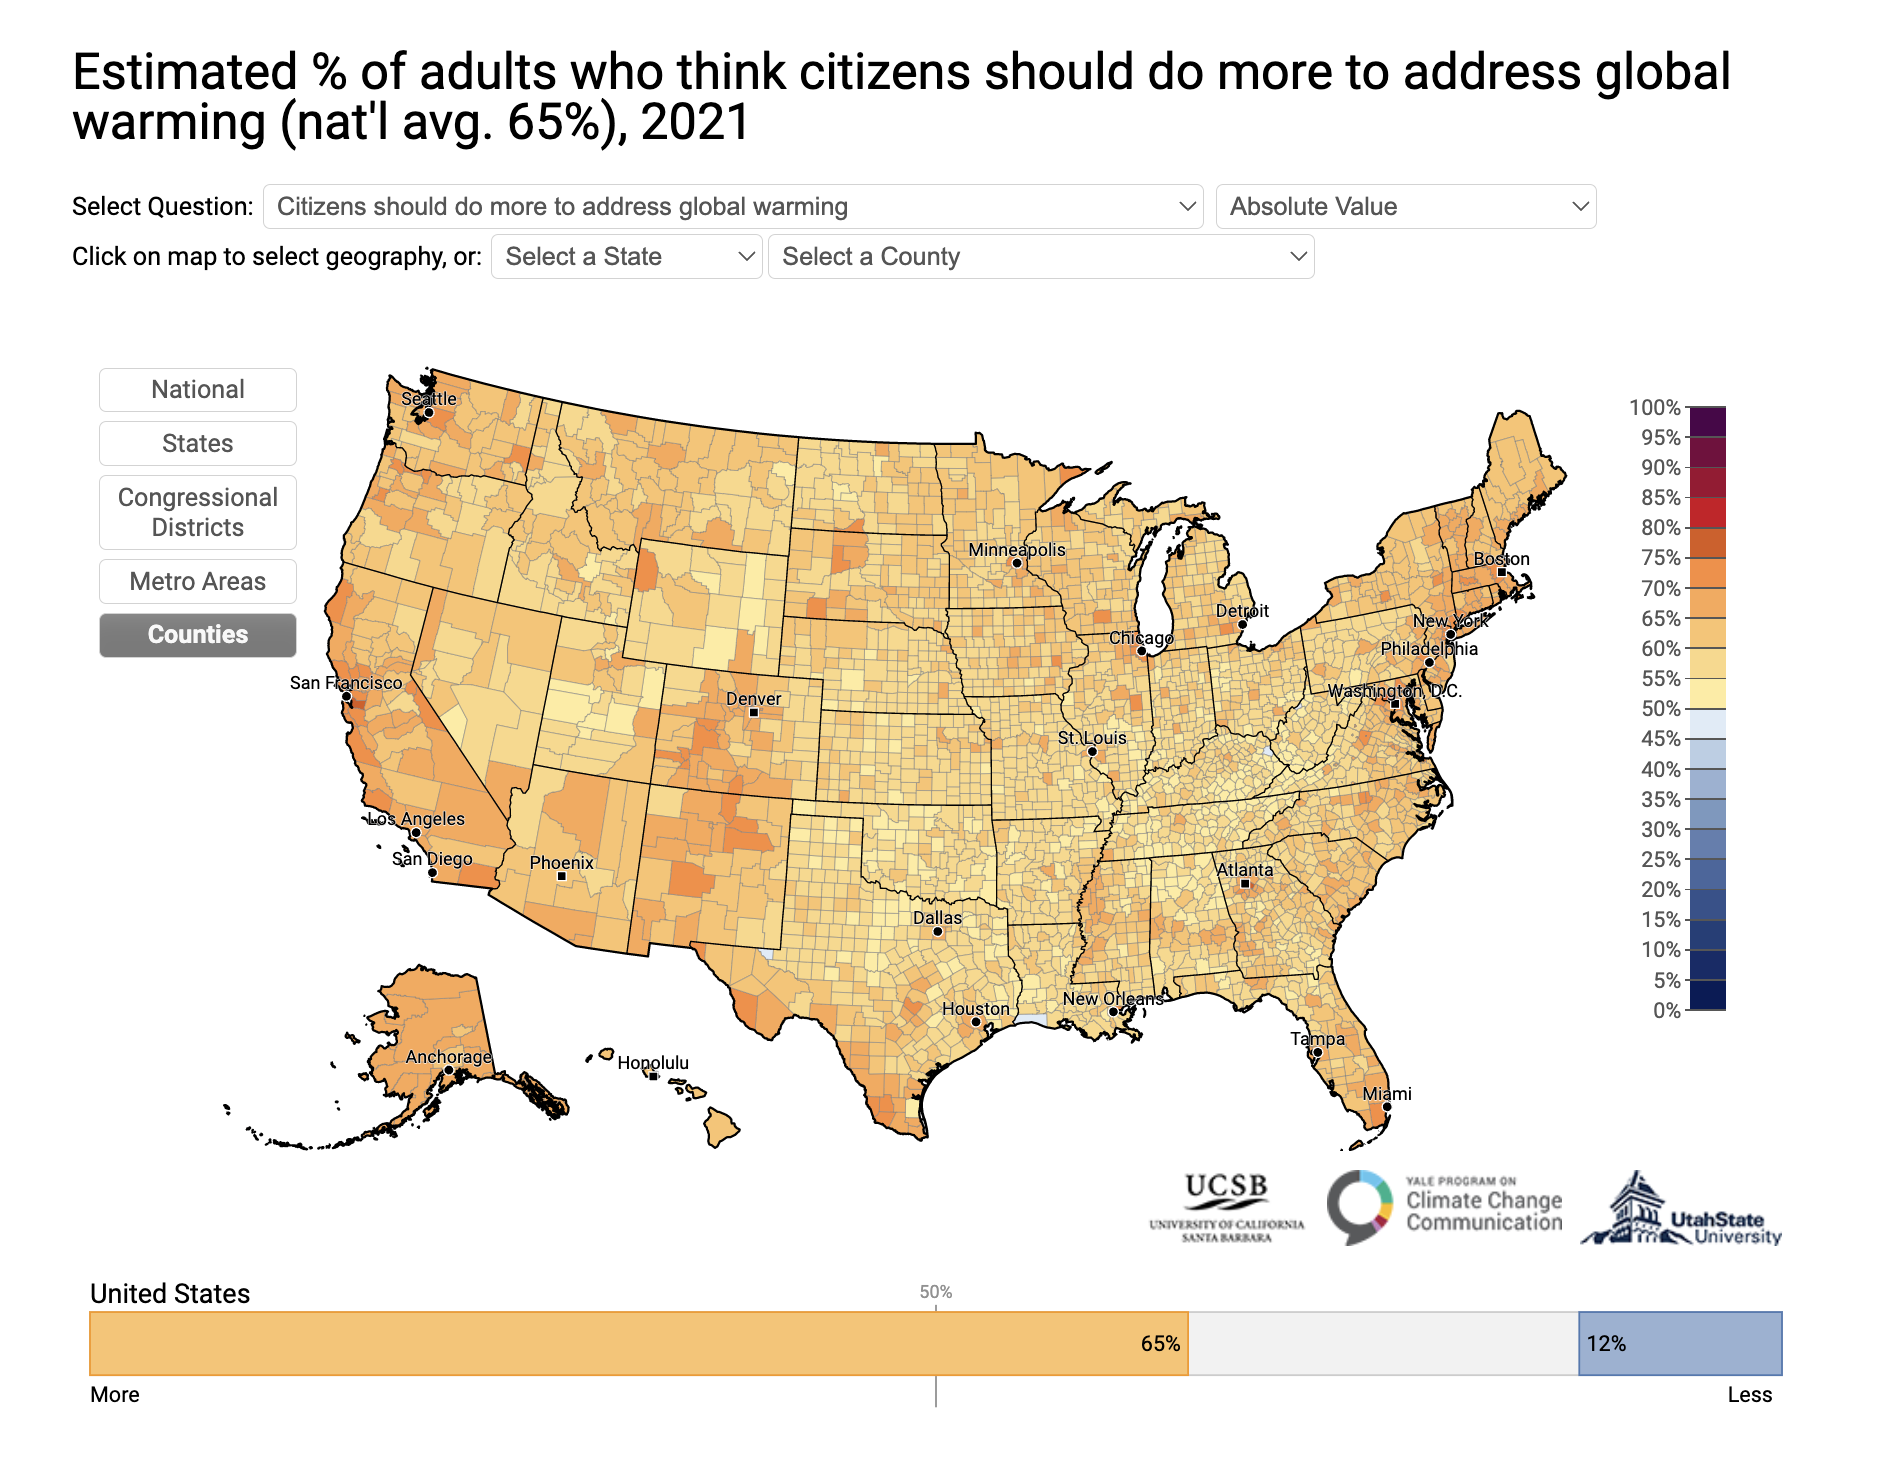 Estimated % of adults who think citizens should do more to address global
warming (nat'l avg. 65%), 2021
Select Question:
Citizens should do more to address global warming
Absolute Value
Click on map to select geography, or:
Select a State
Select a County
National
States
Congressional
Districts
Metro Areas
Counties
Seattle
Minneapolis
Boston
Detroit
New York
Chicago
Philadelphia
San Francisco
Denver
Washington, D.C.
St. Louis
Los Angeles
San Diego
Phoenix
Atlanta
Dallas
Houston
New Orleans
Tampa
Miami
Anchorage
Honolulu
100%
95%
90%
85%
80%
75%
70%
65%
60%
55%
50%
45%
40%
35%
30%
25%
20%
15%
10%
5%
0%
UCSB
UNIVERSITY OF CALIFORNIA
SANTA BARBARA
YALE PROGRAM ON
Climate Change
Communication
UtahState
University
United States
50%
65%
12%
More
Less